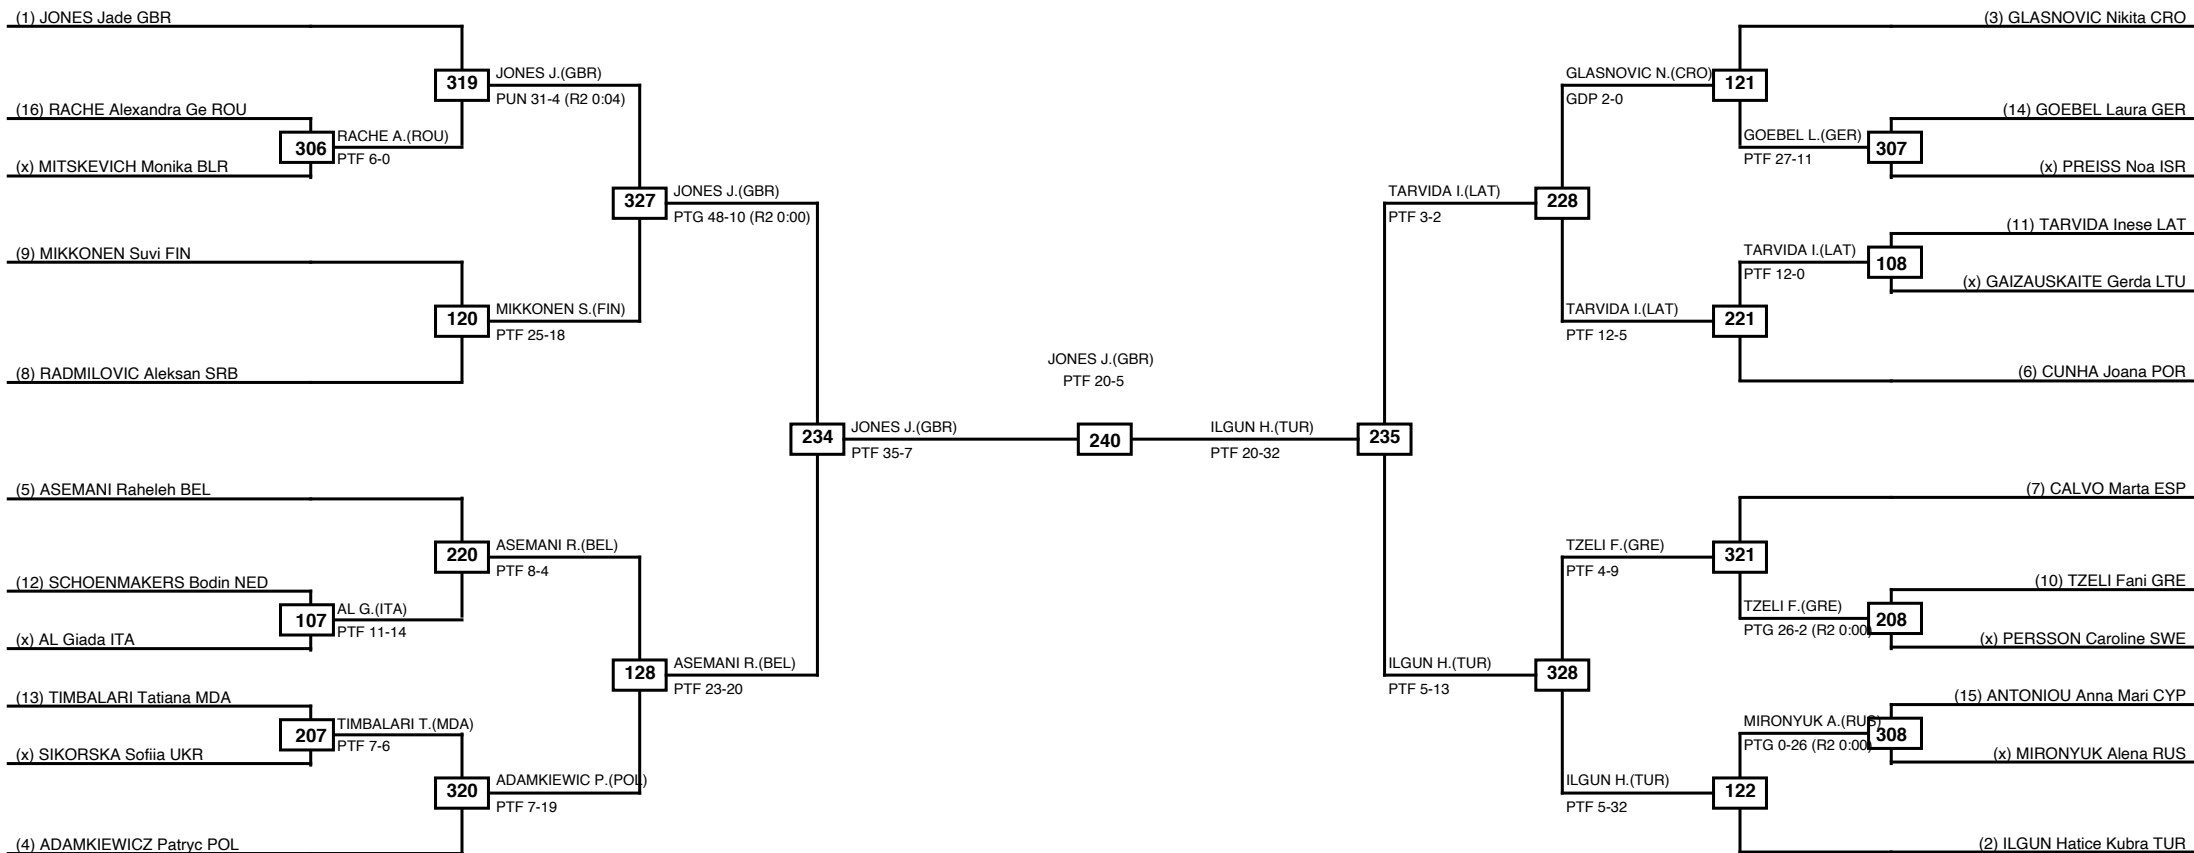 (1) JONES Jade GBR
319
JONES J.(GBR)
PUN 31-4 (R2 0:04)
(16) RACHE Alexandra Ge ROU
306
RACHE A.(ROU)
PTF 6-0
(x) MITSKEVICH Monika BLR
327
JONES J.(GBR)
PTG 48-10 (R2 0:00)
(9) MIKKONEN Suvi FIN
120
MIKKONEN S.(FIN)
PTF 25-18
(8) RADMILOVIC Aleksan SRB
234
JONES J.(GBR)
PTF 35-7
(5) ASEMANI Raheleh BEL
220
ASEMANI R.(BEL)
PTF 8-4
(12) SCHOENMAKERS Bodin NED
107
AL G.(ITA)
PTF 11-14
(x) AL Giada ITA
128
ASEMANI R.(BEL)
PTF 23-20
(13) TIMBALARI Tatiana MDA
207
TIMBALARI T.(MDA)
PTF 7-6
(x) SIKORSKA Sofiia UKR
320
ADAMKIEWIC P.(POL)
PTF 7-19
(4) ADAMKIEWICZ Patryc POL
JONES J.(GBR)
PTF 20-5
240
(3) GLASNOVIC Nikita CRO
GLASNOVIC N.(CRO)
GDP 2-0
121
(14) GOEBEL Laura GER
GOEBEL L.(GER)
PTF 27-11
307
(x) PREISS Noa ISR
TARVIDA I.(LAT)
PTF 3-2
228
(11) TARVIDA Inese LAT
TARVIDA I.(LAT)
PTF 12-0
108
(x) GAIZAUSKAITE Gerda LTU
TARVIDA I.(LAT)
PTF 12-5
221
(6) CUNHA Joana POR
ILGUN H.(TUR)
PTF 20-32
235
(7) CALVO Marta ESP
TZELI F.(GRE)
PTF 4-9
321
(10) TZELI Fani GRE
TZELI F.(GRE)
PTG 26-2 (R2 0:00)
208
(x) PERSSON Caroline SWE
ILGUN H.(TUR)
PTF 5-13
328
(15) ANTONIOU Anna Mari CYP
MIRONYUK A.(RUS)
PTG 0-26 (R2 0:00)
308
(x) MIRONYUK Alena RUS
ILGUN H.(TUR)
PTF 5-32
122
(2) ILGUN Hatice Kubra TUR